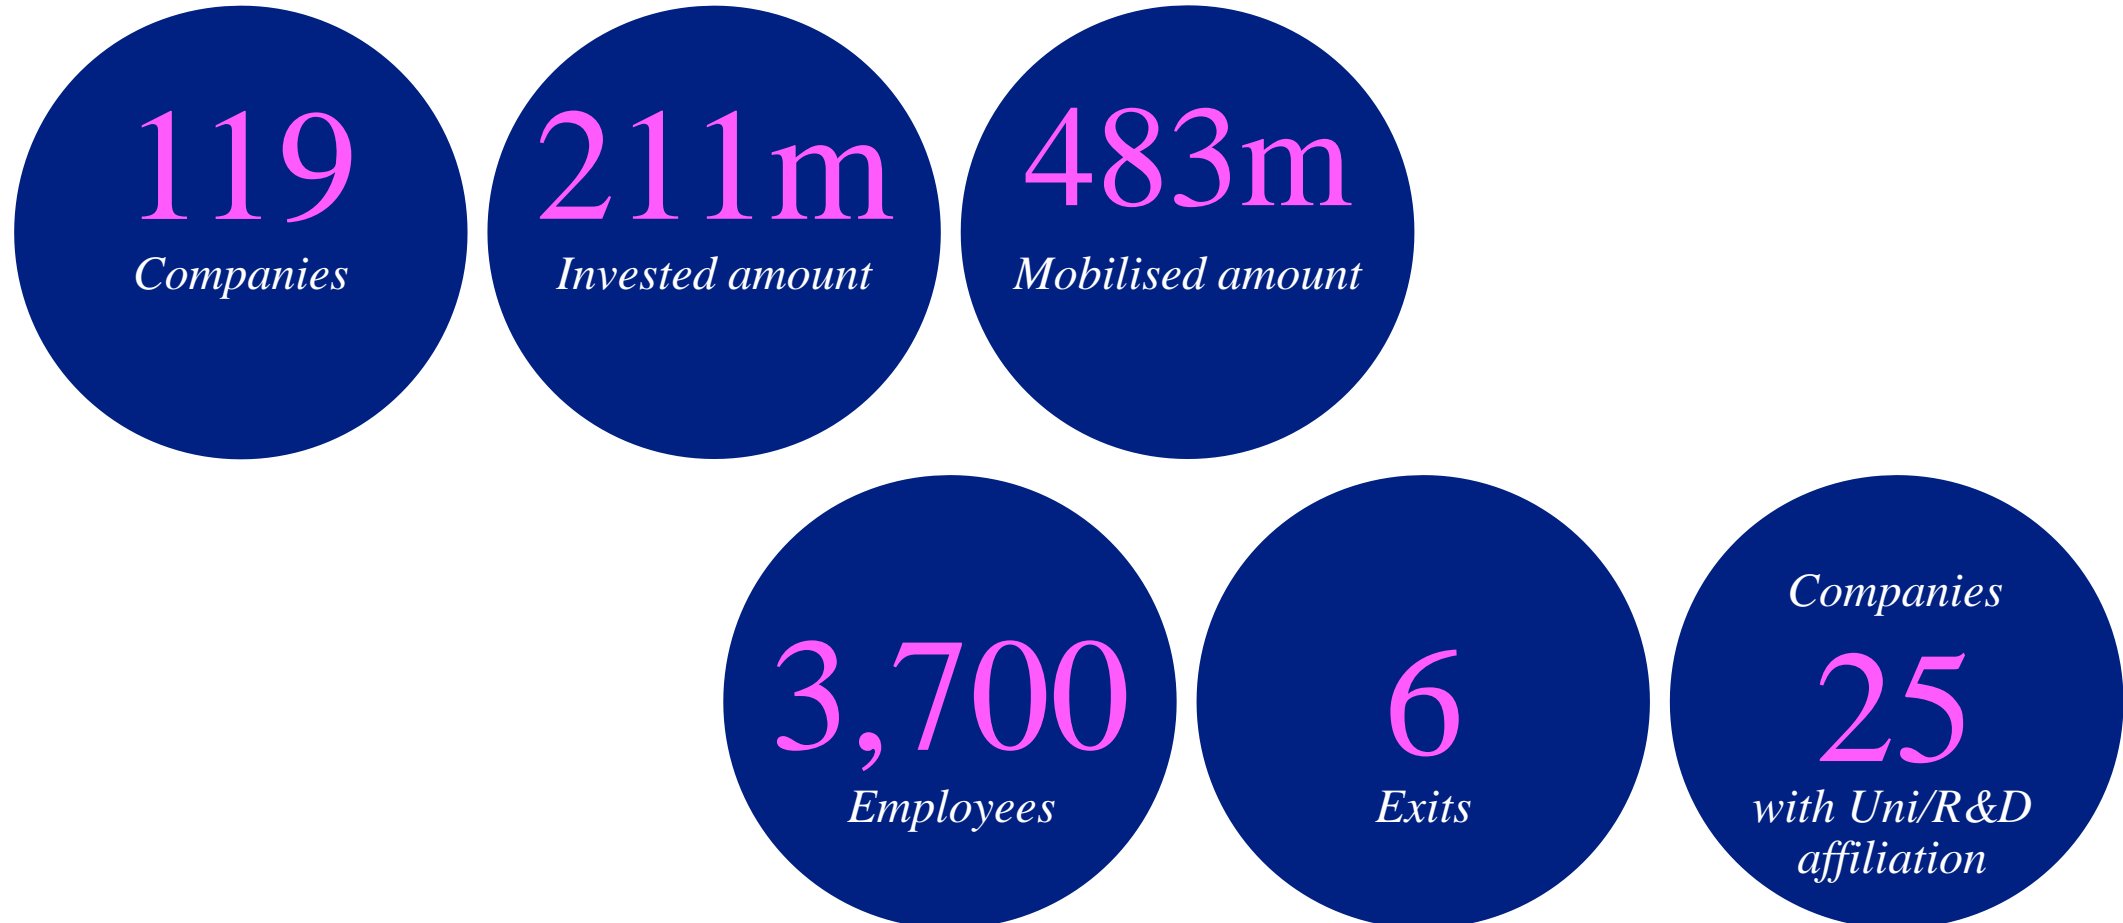 119
Companies
211m
Invested amount
483m
Mobilised amount
3,700
Employees
6
Exits
Companies
25
with Uni/R&D
affiliation